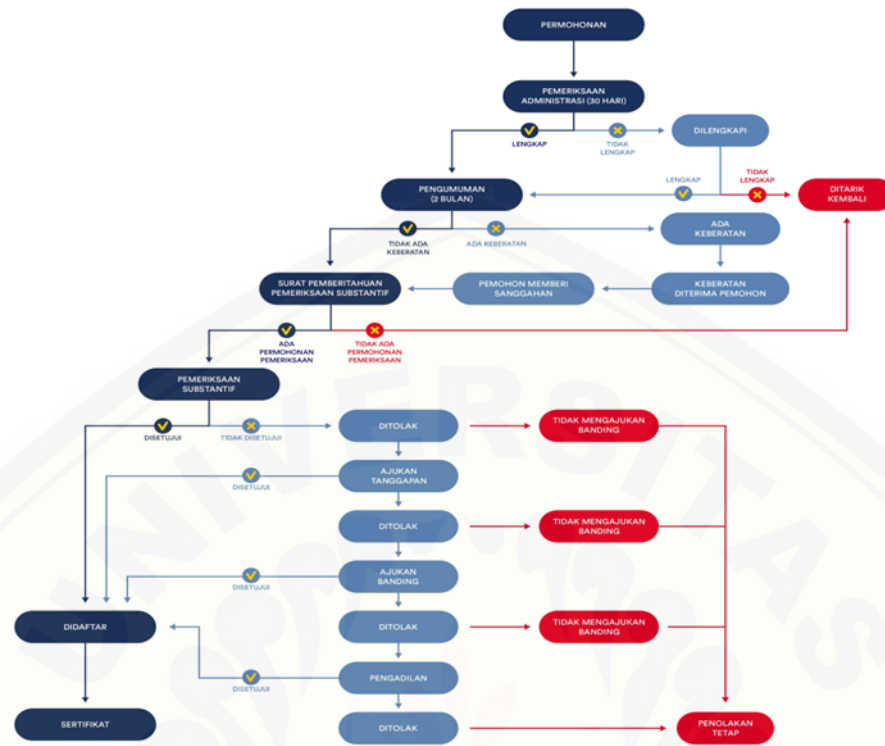 PERMOHONAN
PEMERIKSAAN
ADMINISTRASI (30 HARI)
LENGKAP
TIDAK
LENGKAP
DILENGKAPI
LENGKAP
TIDAK
LENGKAP
PENGUMUMAN
(2 BULAN)
DITARIK
KEMBALI
TIDAK ADA
KEBERATAN
ADA KEBERATAN
ADA
KEBERATAN
SURAT PEMBERITAHUAN
PEMERIKSAAN SUBSTANTIF
PEMOHON MEMBERI
SANGGAHAN
KEBERATAN
DITERIMA PEMOHON
ADA
PERMOHONAN
PEMERIKSAAN
TIDAK ADA
PERMOHONAN
PEMERIKSAAN
PEMERIKSAAN
SUBSTANTIF
DISETUJUI
TIDAK DISETUJUI
DITOLAK
TIDAK MENGAJUKAN
BANDING
AJUKAN
TANGGAPAN
DISETUJUI
DITOLAK
TIDAK MENGAJUKAN
BANDING
AJUKAN
BANDING
DISETUJUI
DIDAFTAR
DITOLAK
TIDAK MENGAJUKAN
BANDING
PENGADILAN
DISETUJUI
SERTIFIKAT
DITOLAK
PENOLAKAN
TETAP
UNIVERSITAS